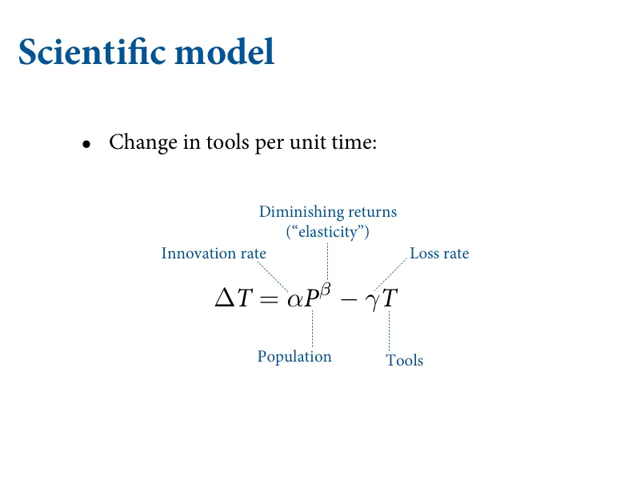 Scientific model
• Change in tools per unit time:
Diminishing returns
(“elasticity”)
Innovation rate
Loss rate
ΔT = αP^β − γT
Population
Tools